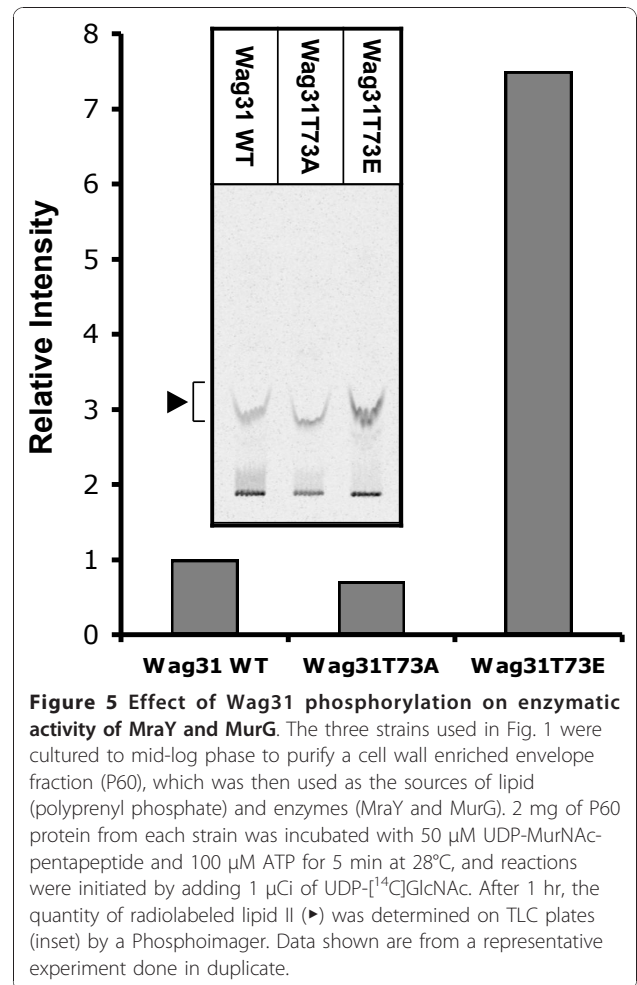 8
7
6
5
4
3
2
1
0
Relative Intensity
Wag31 WT
Wag31T73A
Wag31T73E
►
Wag31 WT
Wag31T73A
Wag31T73E
Figure 5 Effect of Wag31 phosphorylation on enzymatic
activity of MraY and MurG. The three strains used in Fig. 1 were
cultured to mid-log phase to purify a cell wall enriched envelope
fraction (P60), which was then used as the sources of lipid
(polyprenyl phosphate) and enzymes (MraY and MurG). 2 mg of P60
protein from each strain was incubated with 50 μM UDP-MurNAc-
pentapeptide and 100 μM ATP for 5 min at 28°C, and reactions
were initiated by adding 1 μCi of UDP-[¹⁴C]GlcNAc. After 1 hr, the
quantity of radiolabeled lipid II (►) was determined on TLC plates
(inset) by a Phosphoimager. Data shown are from a representative
experiment done in duplicate.